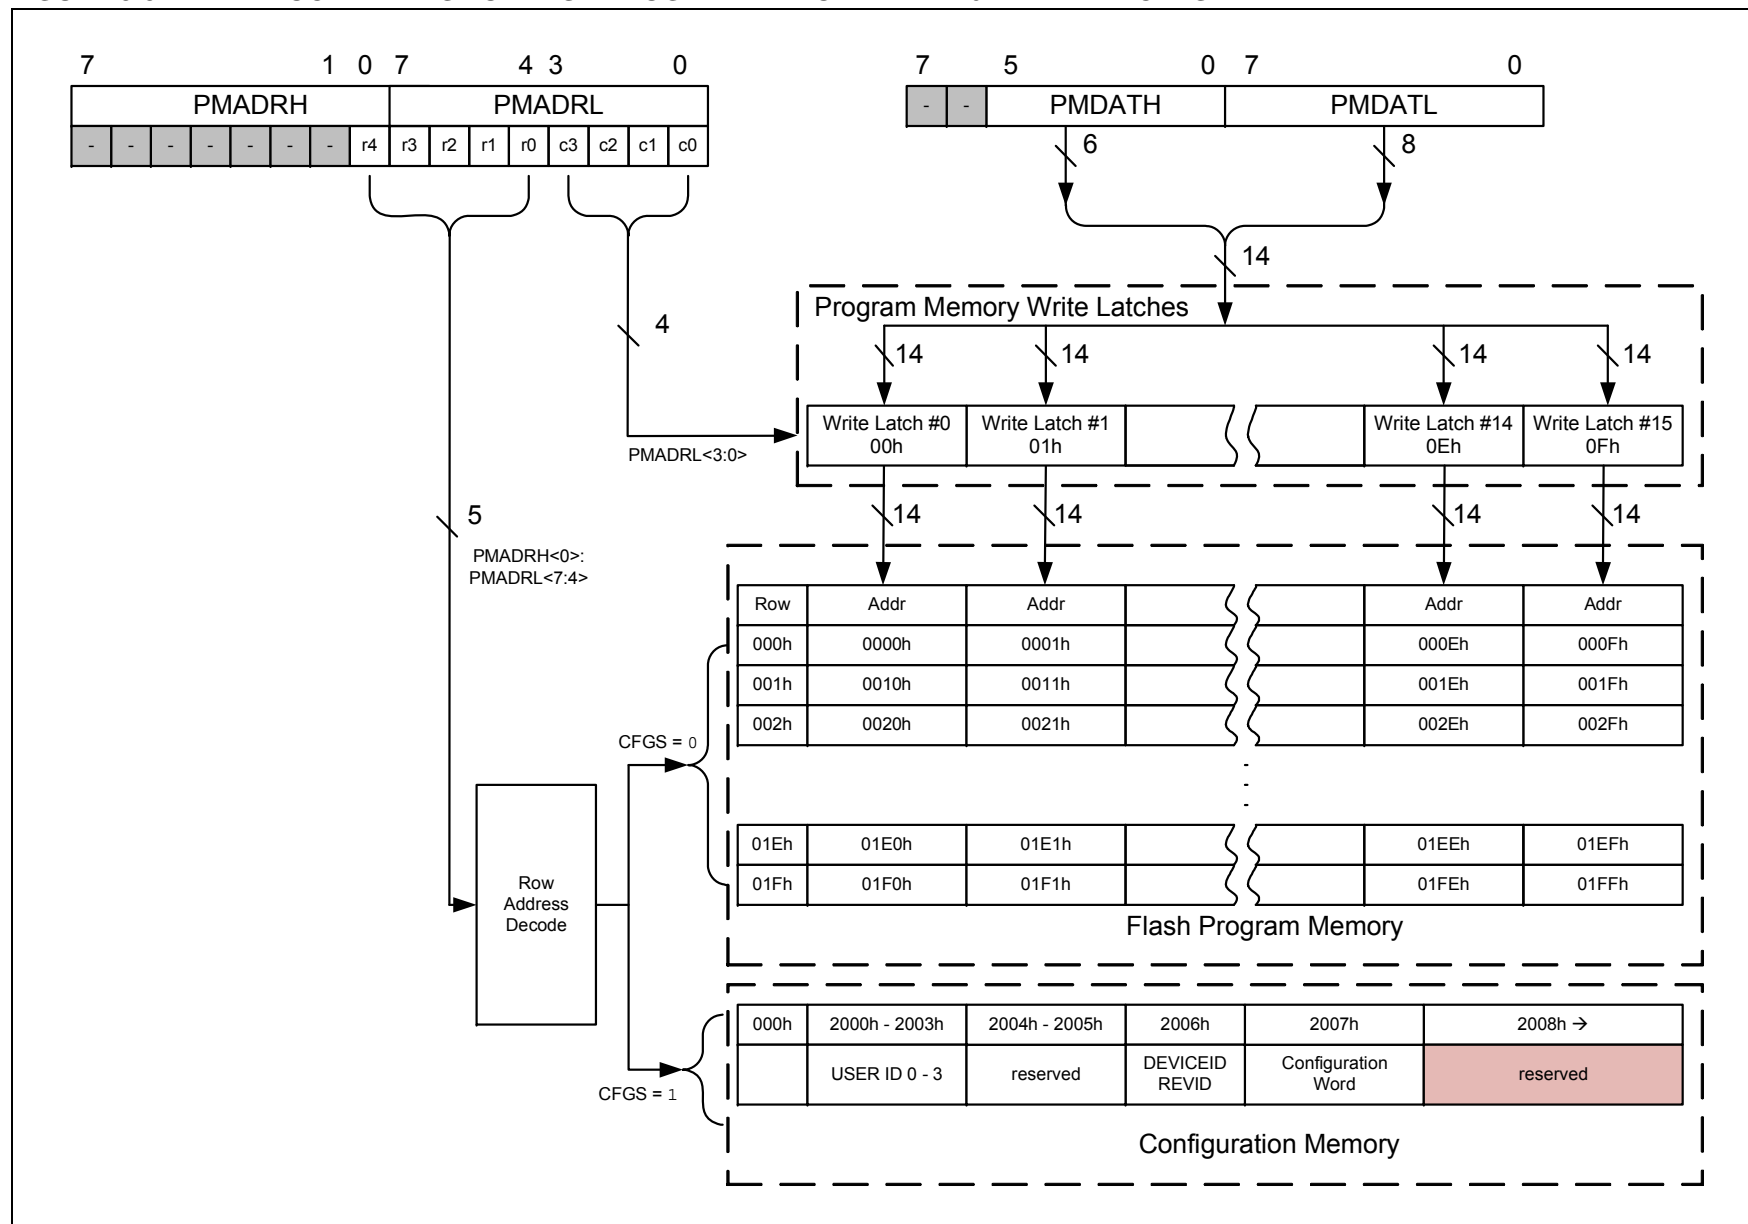 7 1 0 7 4 3 0
PMADRH PMADRL
- - - - - - - r4 r3 r2 r1 r0 c3 c2 c1 c0
7 5 0 7 0
- - PMDATH PMDATL
6 8
14
4
PMADRL<3:0>
5
PMADRH<0>:
PMADRL<7:4>
Program Memory Write Latches
14 14 14 14
Write Latch #0 Write Latch #1 Write Latch #14 Write Latch #15
00h 01h 0Eh 0Fh
14 14 14 14
Row Addr Addr Addr Addr
000h 0000h 0001h 000Eh 000Fh
001h 0010h 0011h 001Eh 001Fh
002h 0020h 0021h 002Eh 002Fh
CFGS = 0
01Eh 01E0h 01E1h 01EEh 01EFh
01Fh 01F0h 01F1h 01FEh 01FFh
Flash Program Memory
Row
Address
Decode
CFGS = 1
000h 2000h - 2003h 2004h - 2005h 2006h 2007h 2008h →
USER ID 0 - 3 reserved DEVICEID Configuration reserved
REVID Word
Configuration Memory